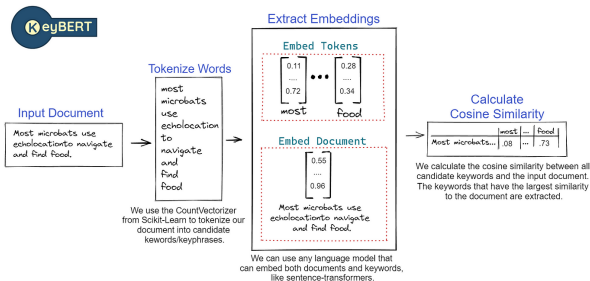 KeyBERT
Input Document
Most microbats use
echolocationto navigate
and find food.
Tokenize Words
most
microbats
use
echolocation
to
navigate
and
find
food
We use the CountVectorizer
from Scikit-Learn to tokenize our
document into candidate
kewords/keyphrases.
Extract Embeddings
Embed Tokens
0.11 0.28
.... ....
0.72 0.34
most food
Embed Document
0.55
....
0.96
Most microbats use
echolocationto navigate
and find food.
We can use any language model that
can embed both documents and keywords,
like sentence-transformers.
Calculate
Cosine Similarity
most ... food
Most microbats... .08 ... .73
We calculate the cosine similarity between all
candidate keywords and the input document.
The keywords that have the largest similarity
to the document are extracted.